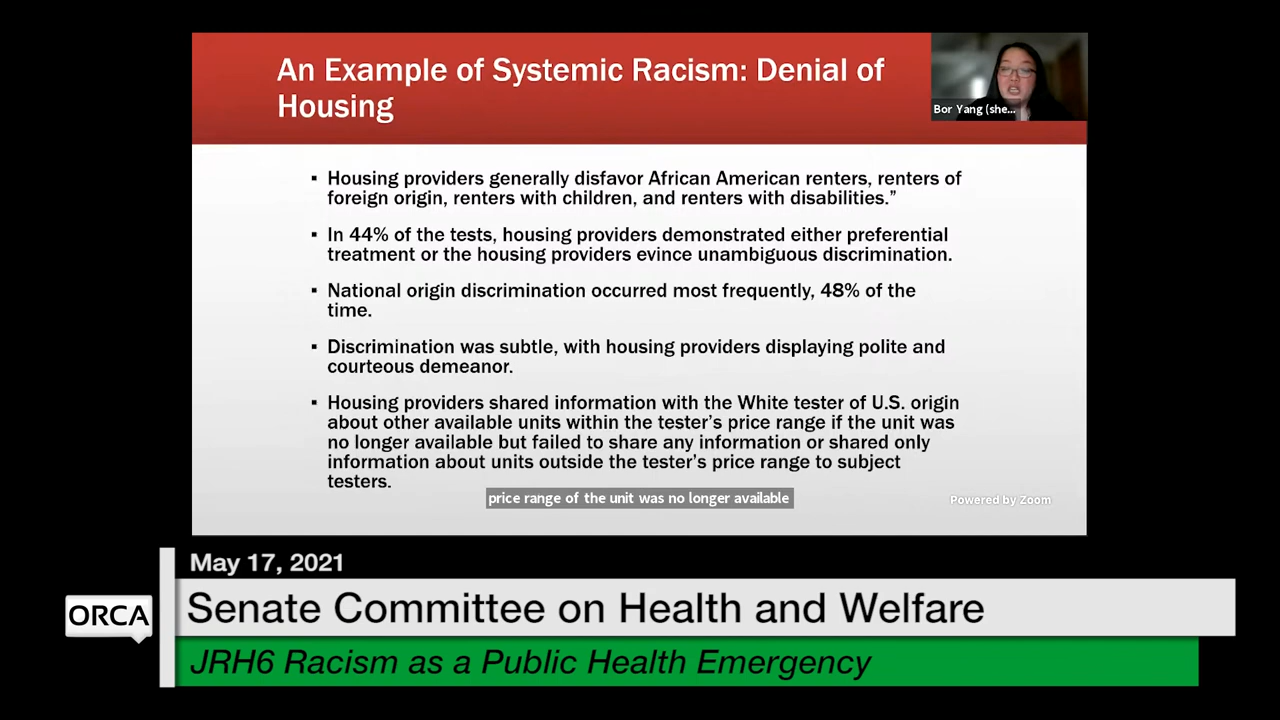 An Example of Systemic Racism: Denial of
Housing
Bor Yang (she...
▪ Housing providers generally disfavor African American renters, renters of
foreign origin, renters with children, and renters with disabilities.”
▪ In 44% of the tests, housing providers demonstrated either preferential
treatment or the housing providers evince unambiguous discrimination.
▪ National origin discrimination occurred most frequently, 48% of the
time.
▪ Discrimination was subtle, with housing providers displaying polite and
courteous demeanor.
▪ Housing providers shared information with the White tester of U.S. origin
about other available units within the tester’s price range if the unit was
no longer available but failed to share any information or shared only
information about units outside the tester’s price range to subject
testers.
price range of the unit was no longer available
Powered by Zoom
May 17, 2021
ORCA
Senate Committee on Health and Welfare
JRH6 Racism as a Public Health Emergency